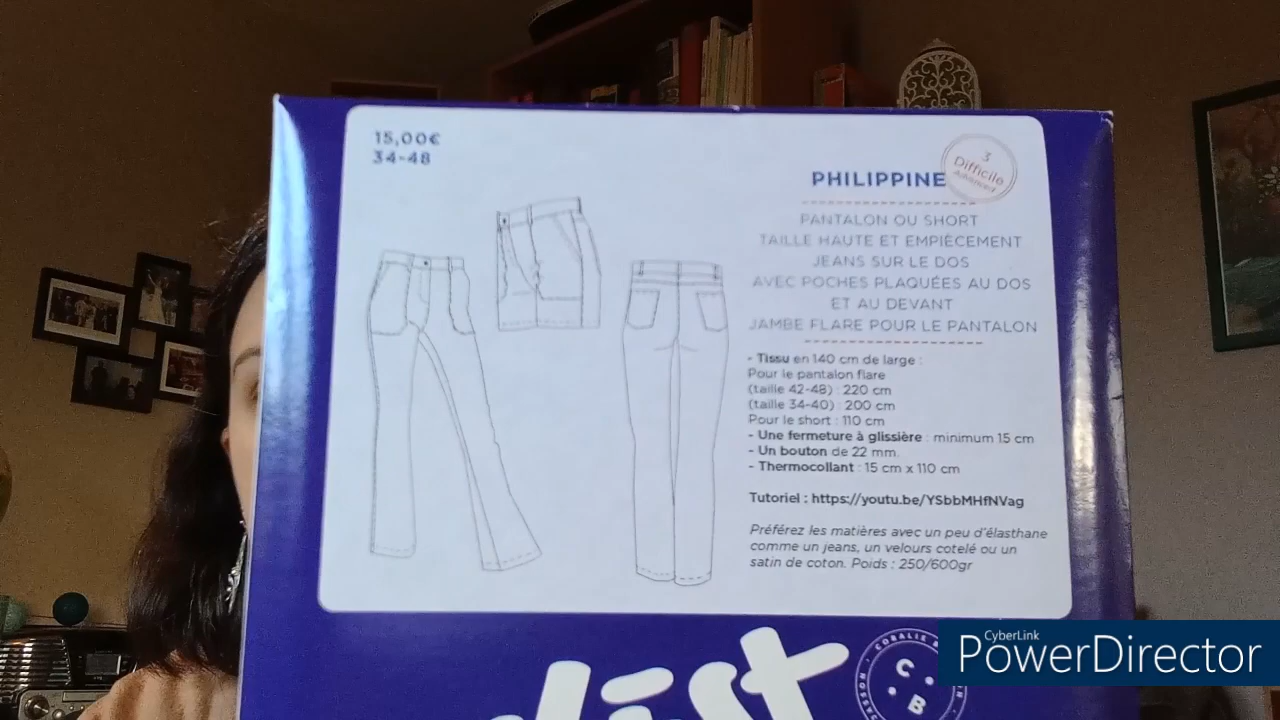 15,00€
34-48
3
Difficile
Advanced
PHILIPPINE
PANTALON OU SHORT
TAILLE HAUTE ET EMPIÈCEMENT
JEANS SUR LE DOS
AVEC POCHES PLAQUÉES AU DOS
ET AU DEVANT
JAMBE FLARE POUR LE PANTALON
- Tissu en 140 cm de large :
Pour le pantalon flare
(taille 42-48) : 220 cm
(taille 34-40) : 200 cm
Pour le short : 110 cm
- Une fermeture à glissière : minimum 15 cm
- Un bouton de 22 mm.
- Thermocollant : 15 cm x 110 cm
Tutoriel : https://youtu.be/YSbbMHfNVag
Préférez les matières avec un peu d'élasthane
comme un jeans, un velours cotelé ou un
satin de coton. Poids : 250/600gr
CORALIE
C
B
CyberLink
PowerDirector